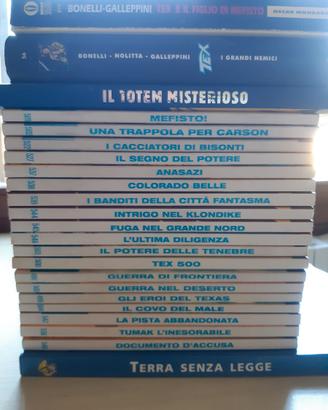 BONELLI-GALLEPPINI TEX E IL FIGLIO DI MEFISTO
BONELLI - NOLITTA - GALLEPPINI TEX I GRANDI NEMICI
IL TOTEM MISTERIOSO
MEFISTO!
UNA TRAPPOLA PER CARSON
I CACCIATORI DI BISONTI
IL SEGNO DEL POTERE
ANASAZI
COLORADO BELLE
I BANDITI DELLA CITTÀ FANTASMA
INTRIGO NEL KLONDIKE
FUGA NEL GRANDE NORD
L'ULTIMA DILIGENZA
IL POTERE DELLE TENEBRE
TEX 500
GUERRA DI FRONTIERA
GUERRA NEL DESERTO
GLI EROI DEL TEXAS
IL COVO DEL MALE
LA PISTA ABBANDONATA
TUMAK L'INESORABILE
DOCUMENTO D'ACCUSA
TERRA SENZA LEGGE